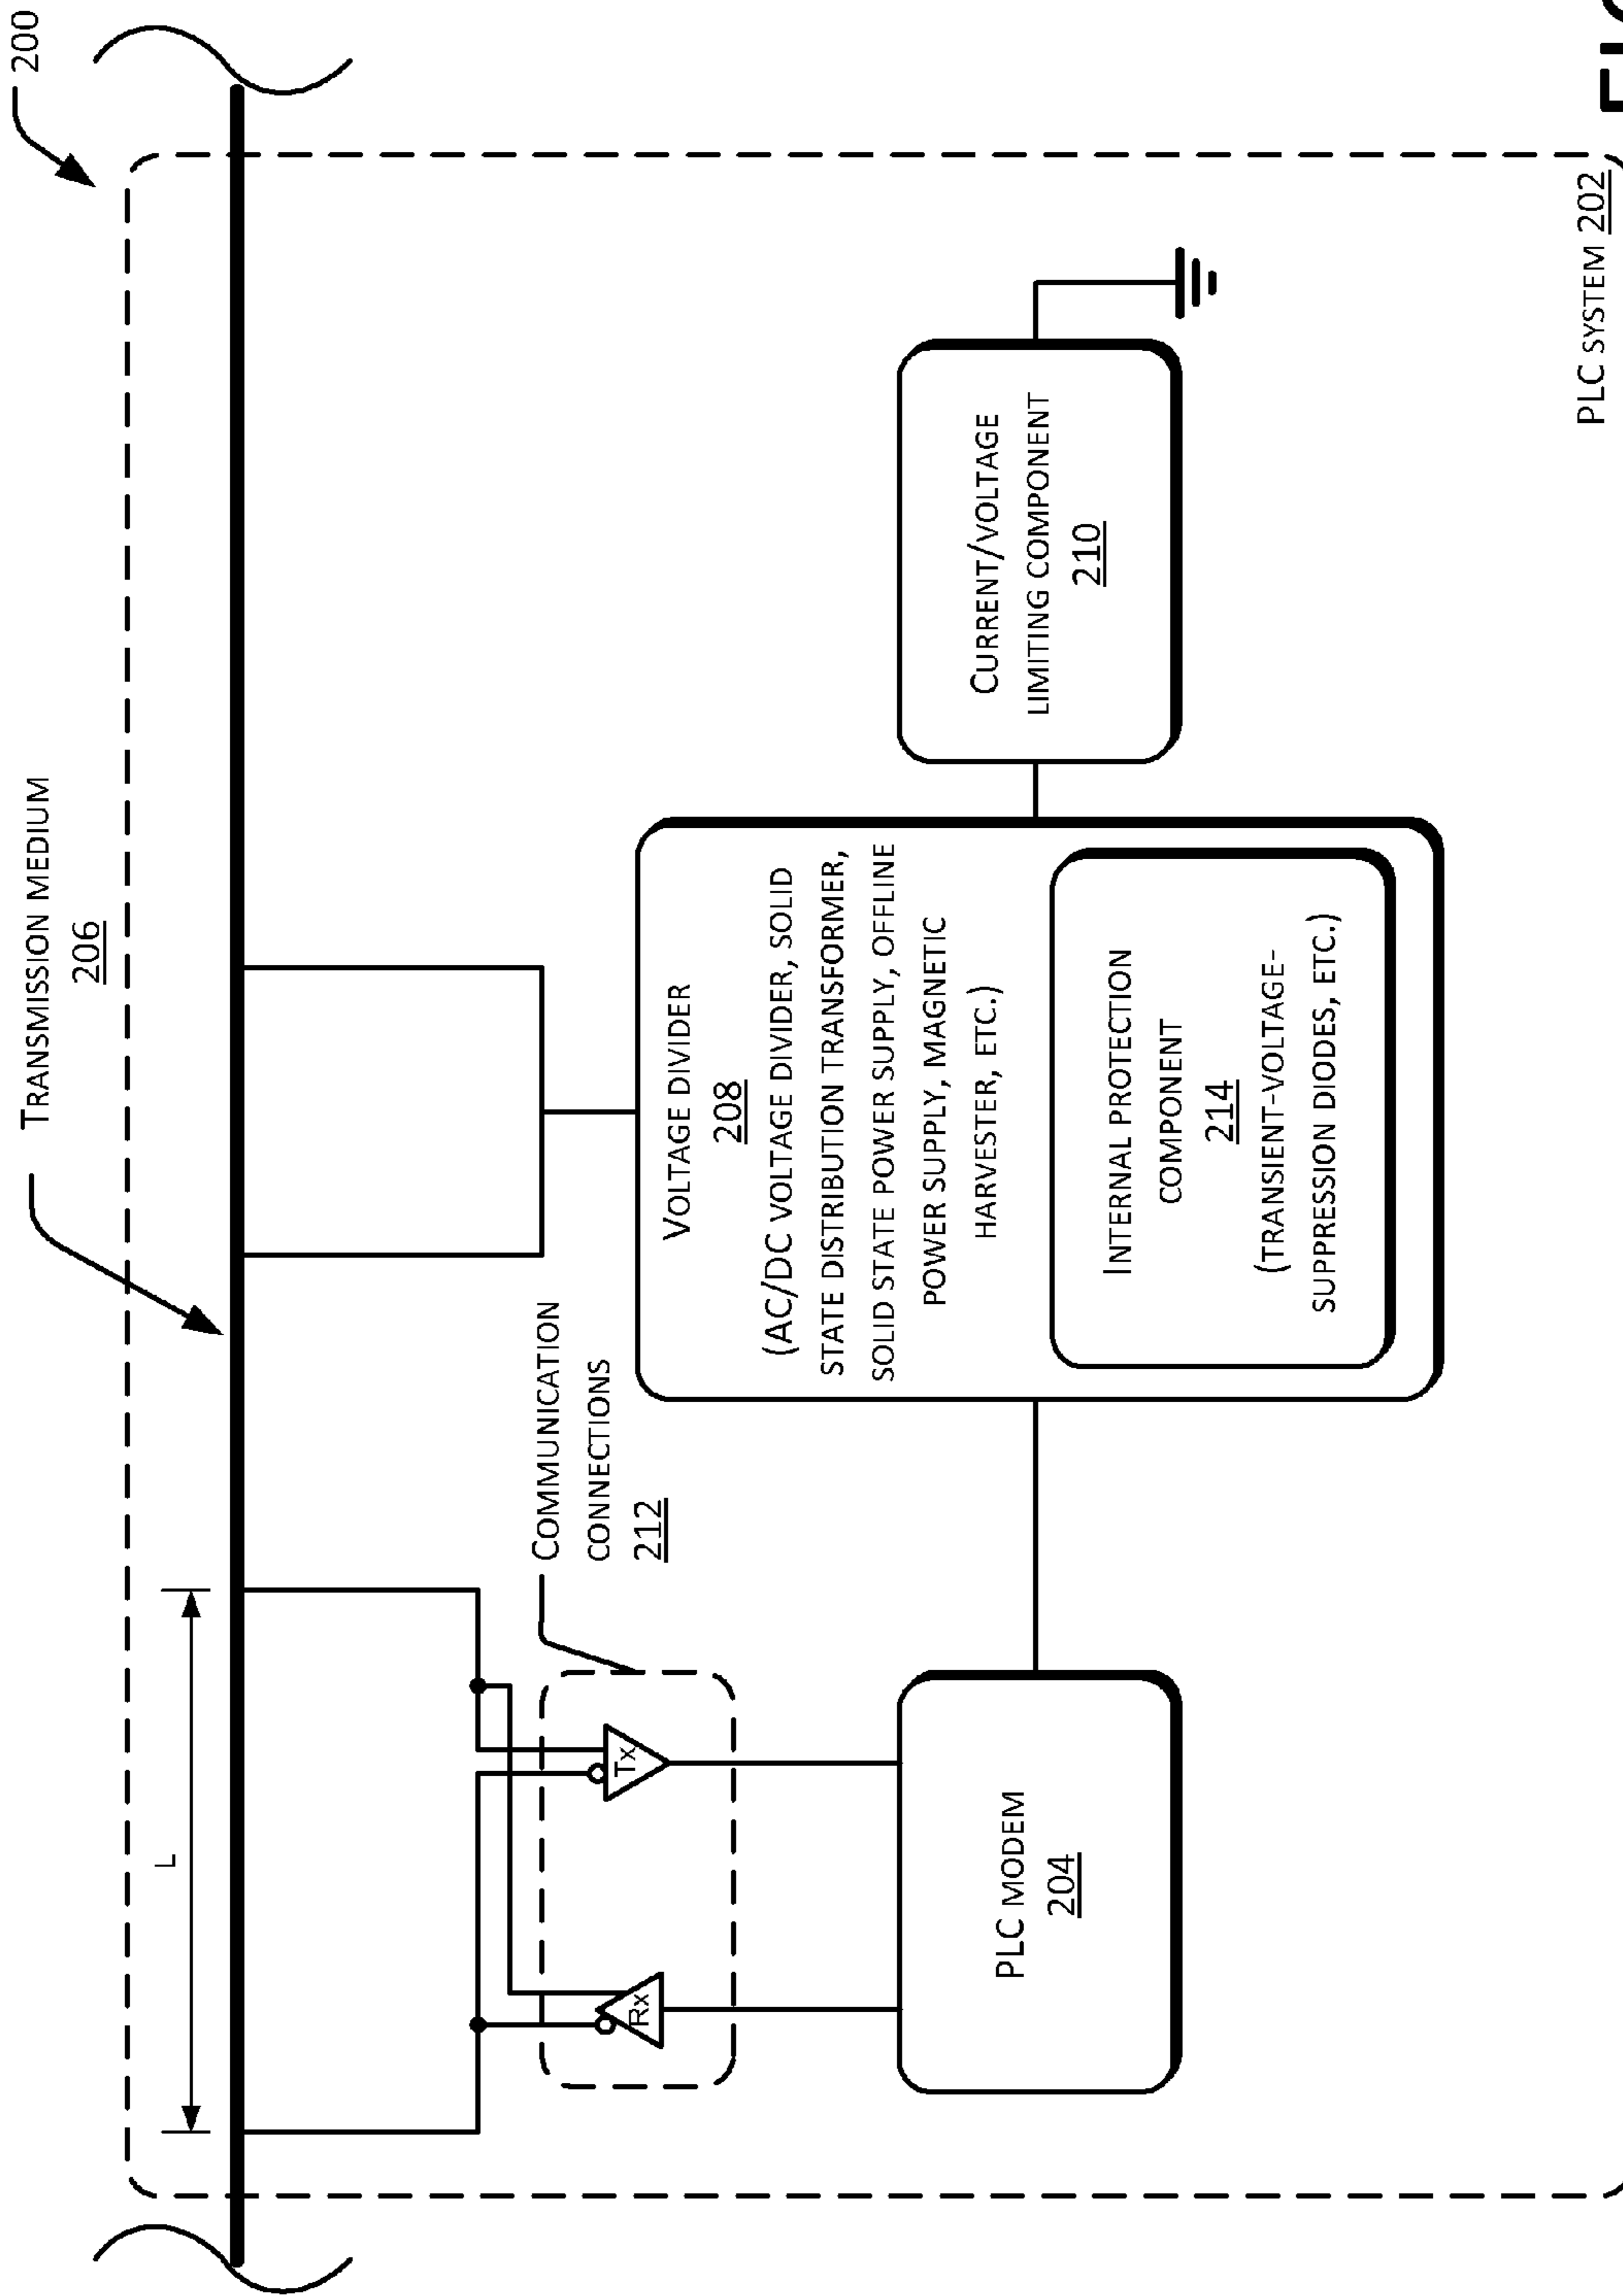 200
TRANSMISSION MEDIUM
206
L
COMMUNICATION
CONNECTIONS
212
Rx
Tx
PLC MODEM
204
VOLTAGE DIVIDER
208
(AC/DC VOLTAGE DIVIDER, SOLID
STATE DISTRIBUTION TRANSFORMER,
SOLID STATE POWER SUPPLY, OFFLINE
POWER SUPPLY, MAGNETIC
HARVESTER, ETC.)
INTERNAL PROTECTION
COMPONENT
214
(TRANSIENT-VOLTAGE-
SUPPRESSION DIODES, ETC.)
CURRENT/VOLTAGE
LIMITING COMPONENT
210
PLC SYSTEM 202